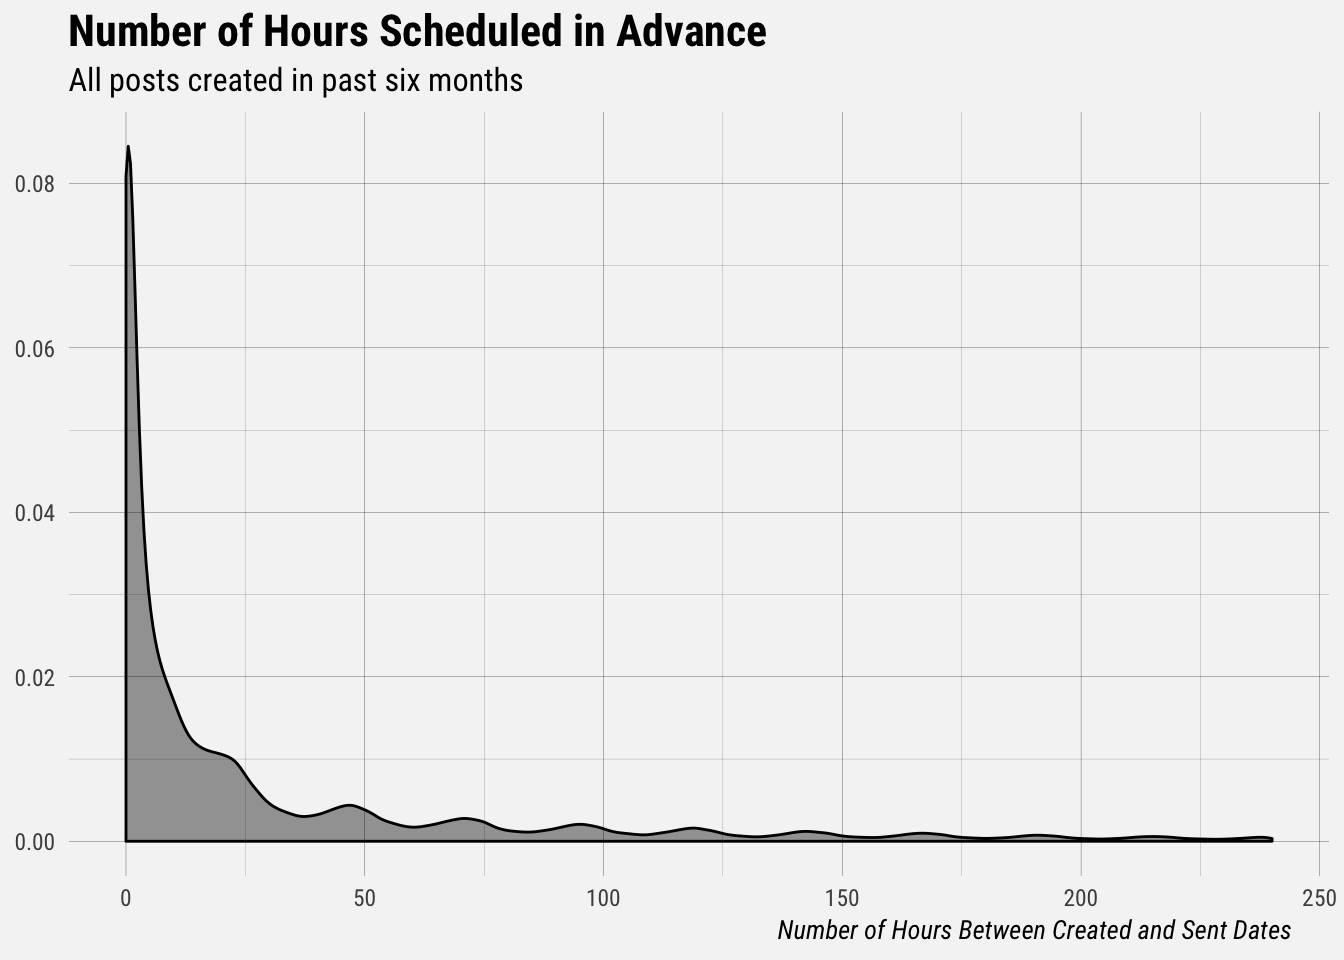 Number of Hours Scheduled in Advance
All posts created in past six months
0.08
0.06
0.04
0.02
0.00
0 50 100 150 200 250
Number of Hours Between Created and Sent Dates